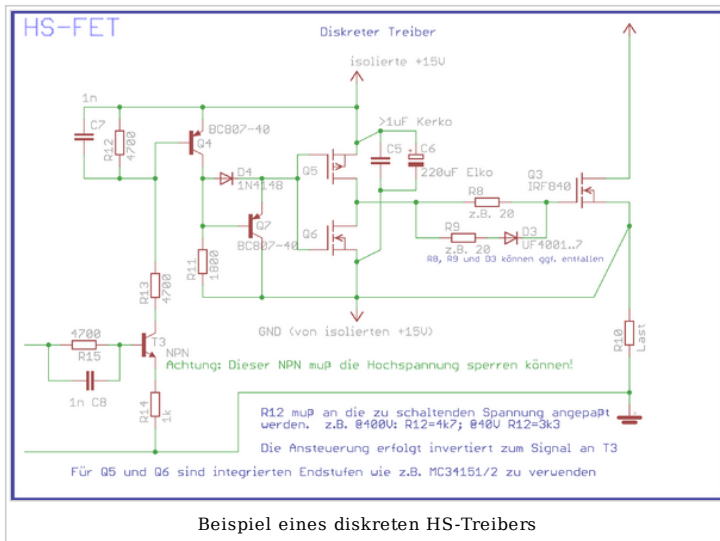 HS-FET
Diskreter Treiber
isolierte +15V
1n
C7
R12
4700
BC807-40
Q4
>1uF Kerko
C5
C6
220uF Elko
D4
1N4148
Q5
Q7
BC807-40
Q6
Q3
IRF840
R8
z.B. 20
R9
z.B. 20
D3
UF4001..7
R8, R9 und D3 können ggf. entfallen
R11
1800
R13
4700
GND (von isolierten +15V)
4700
R15
T3
NPN
Achtung: Dieser NPN muß die Hochspannung sperren können!
1n C8
R14
1k
R10
Last
R12 muß an die zu schaltenden Spannung angepaßt
werden. z.B. @400V: R12=4k7; @40V R12=3k3
Die Ansteuerung erfolgt invertiert zum Signal an T3
Für Q5 und Q6 sind integrierten Endstufen wie z.B. MC34151/2 zu verwenden
Beispiel eines diskreten HS-Treibers